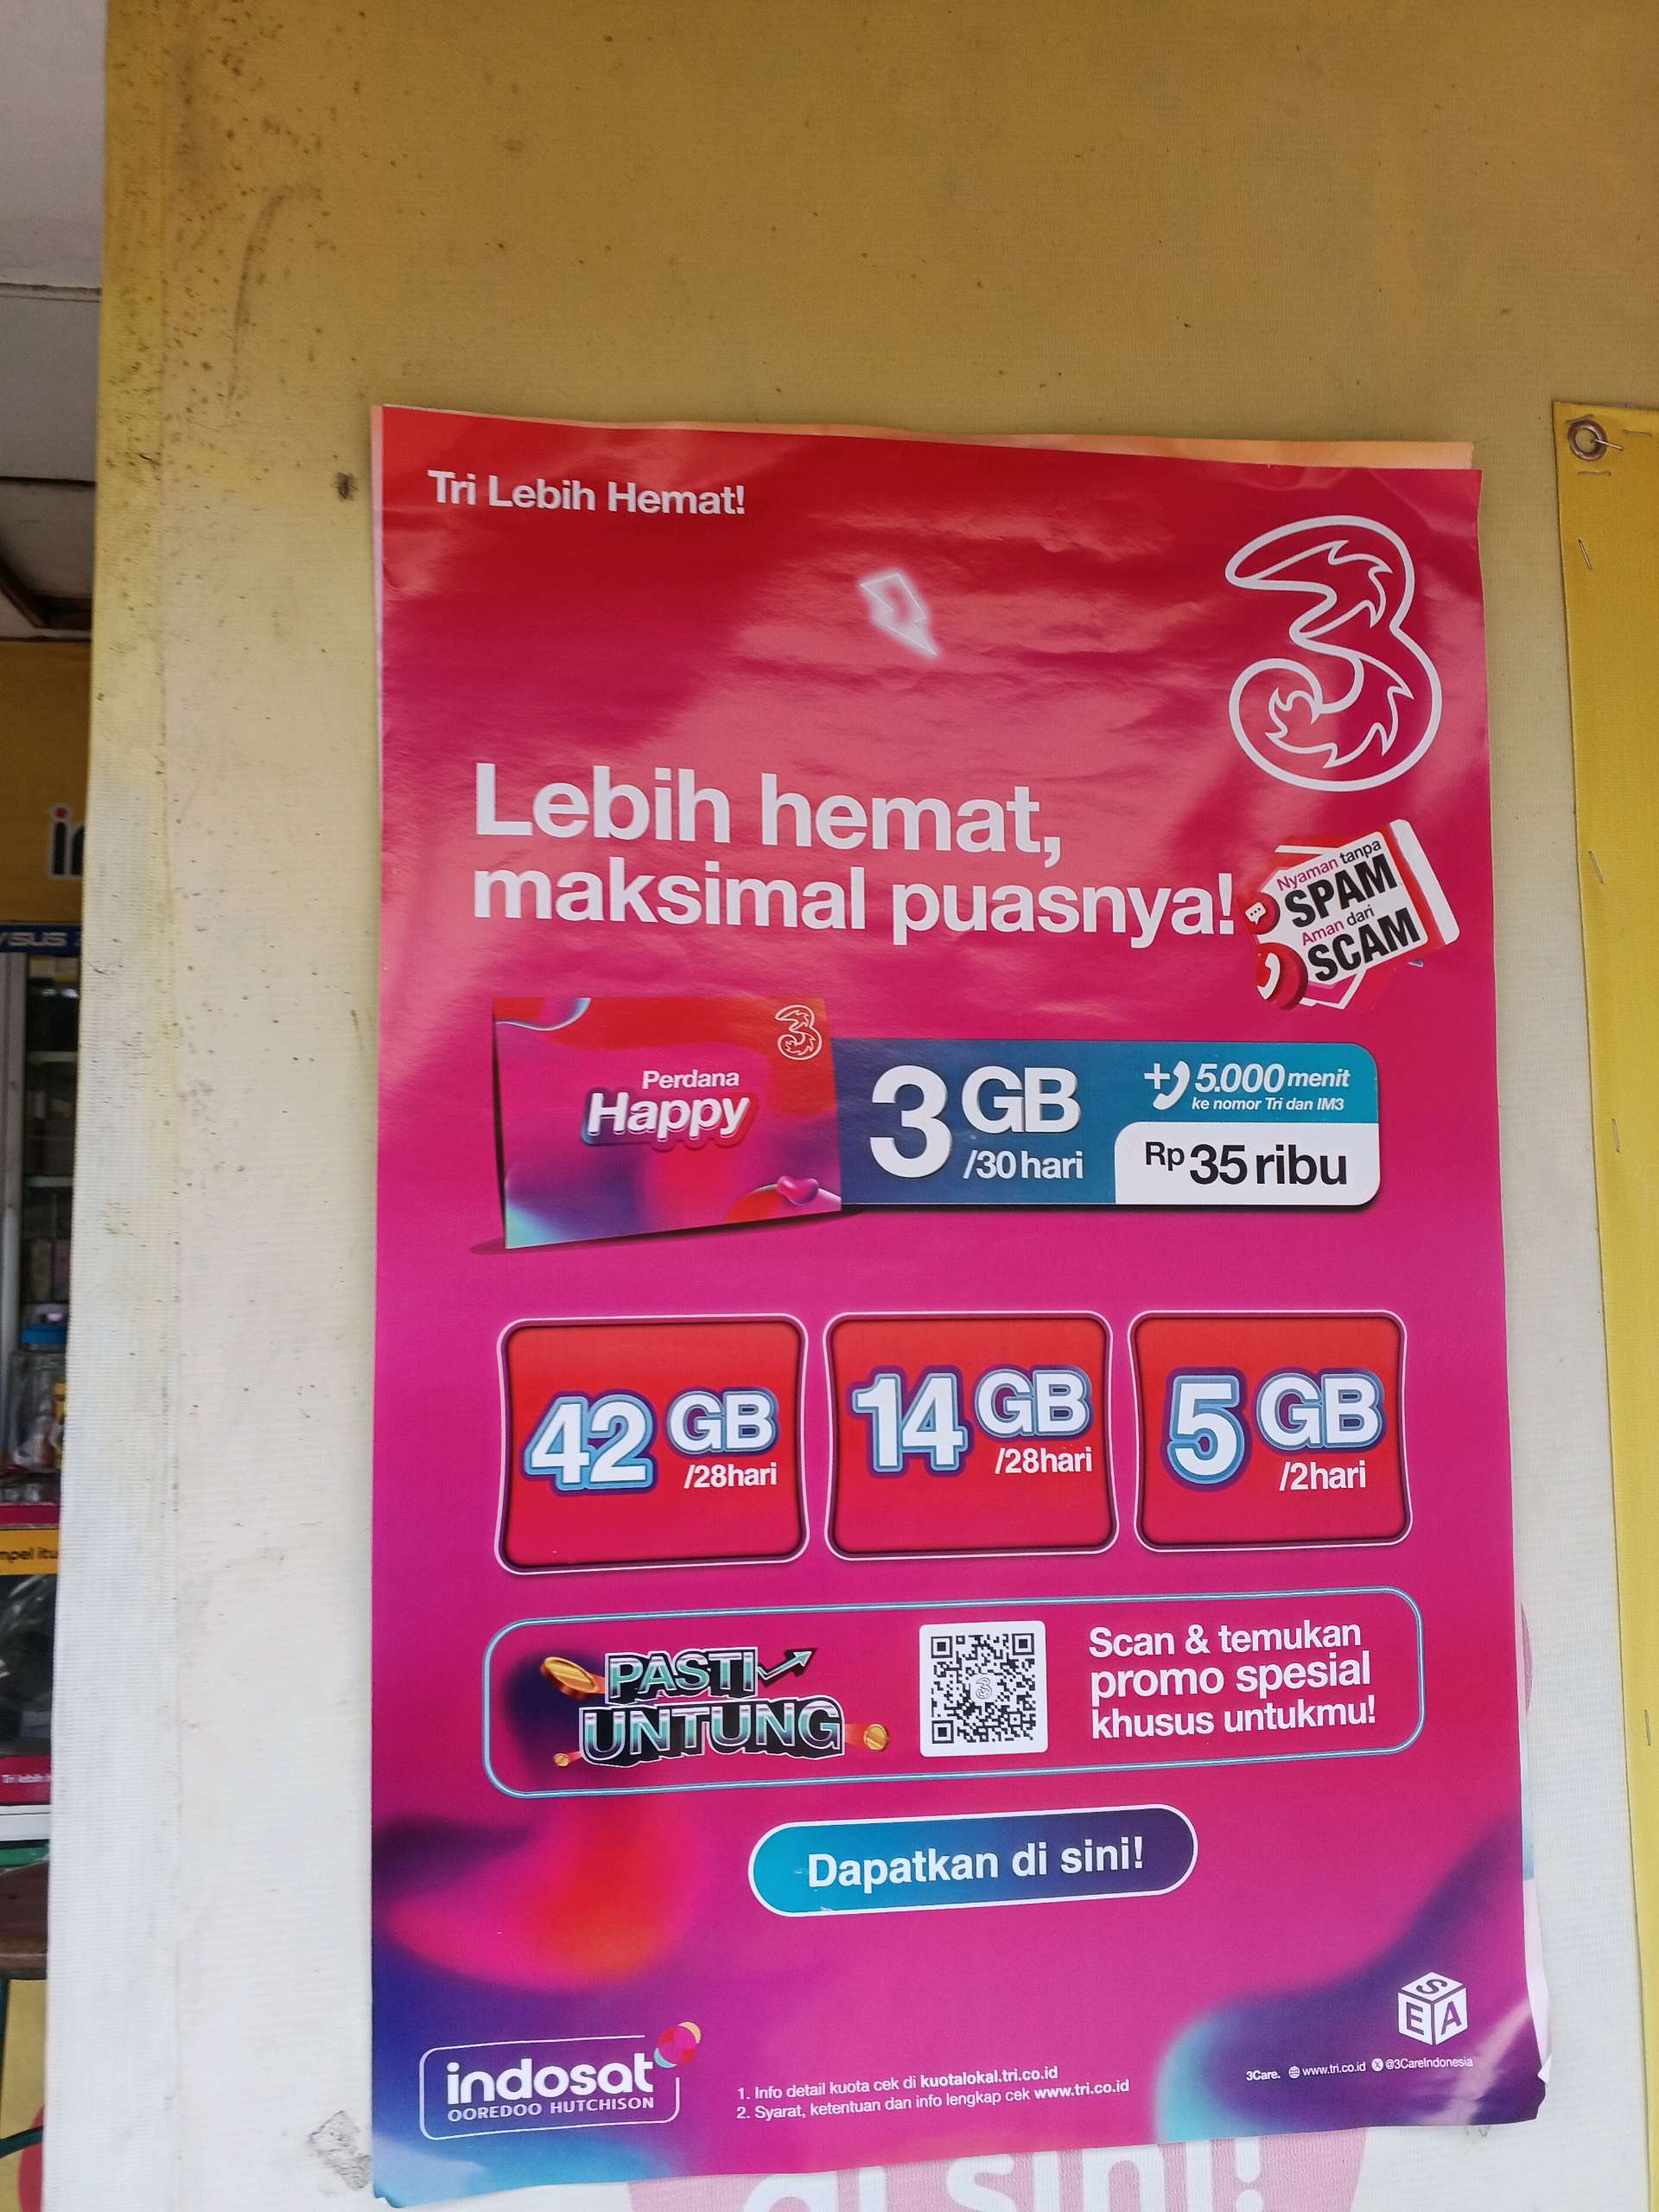 Tri Lebih Hemat!
3
Lebih hemat,
maksimal puasnya!
Nyaman tanpa
SPAM
Aman dari
SCAM
Perdana
Happy
3 GB
/30 hari
+5.000 menit
ke nomor Tri dan IM3
Rp 35 ribu
42 GB
/28hari
14 GB
/28hari
5 GB
/2hari
PASTI
UNTUNG
Scan & temukan
promo spesial
khusus untukmu!
Dapatkan di sini!
SEA
indosat
OOREDOO HUTCHISON
1. Info detail kuota cek di kuotalokal.tri.co.id
2. Syarat, ketentuan dan info lengkap cek www.tri.co.id
3Care. www.tri.co.id @3CareIndonesia
di sini!